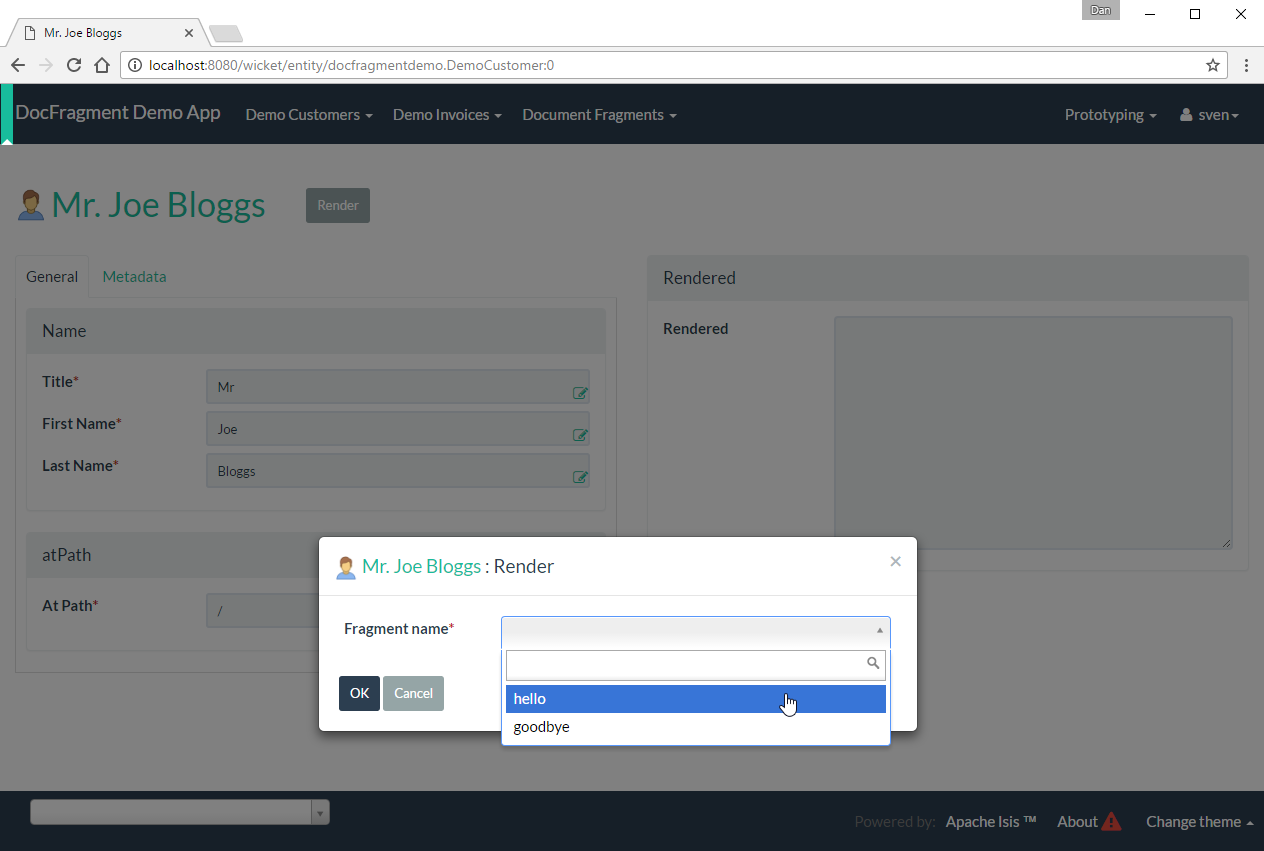 Dan
Mr. Joe Bloggs
localhost:8080/wicket/entity/docfragmentdemo.DemoCustomer:0
DocFragment Demo App Demo Customers Demo Invoices Document Fragments Prototyping sven
Mr. Joe Bloggs Render
General Metadata
Rendered
Rendered
Name
Title* Mr
First Name* Joe
Last Name* Bloggs
atPath
At Path* /
Mr. Joe Bloggs : Render
Fragment name*
hello
goodbye
OK Cancel
Powered by: Apache Isis ™ About Change theme